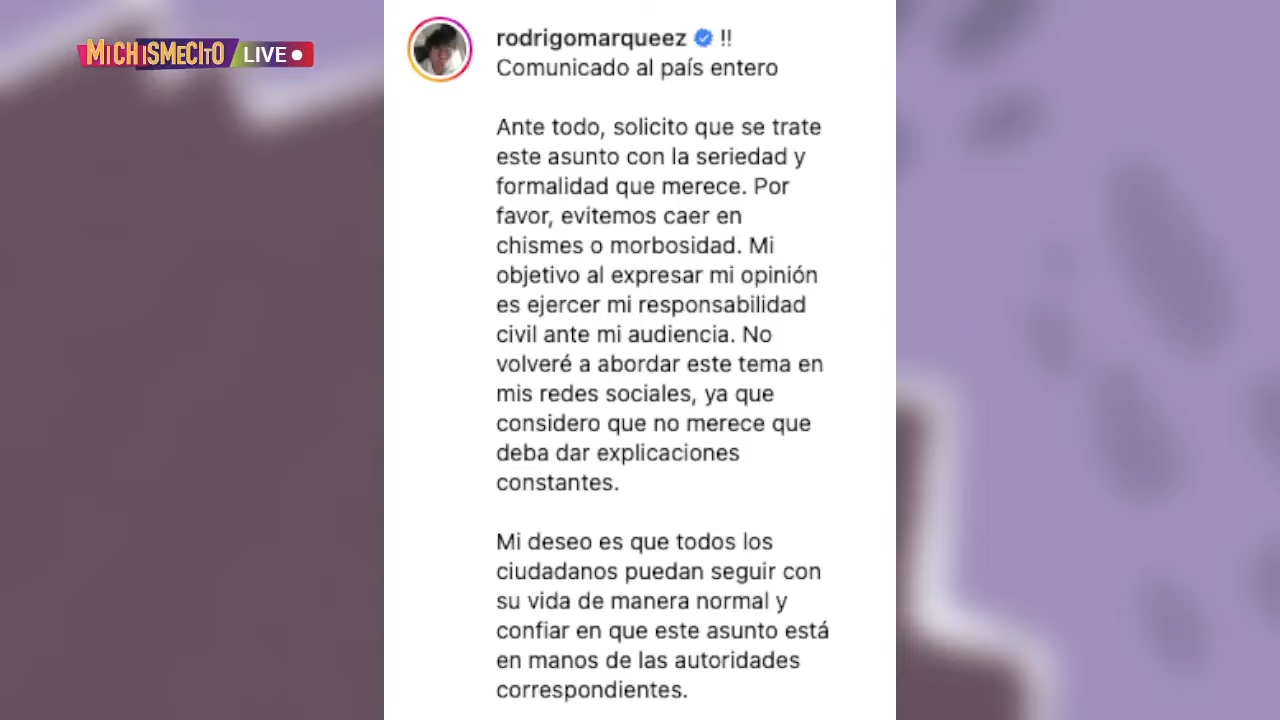 MICHISMECITO LIVE
rodrigomarqueez !!
Comunicado al país entero
Ante todo, solicito que se trate
este asunto con la seriedad y
formalidad que merece. Por
favor, evitemos caer en
chismes o morbosidad. Mi
objetivo al expresar mi opinión
es ejercer mi responsabilidad
civil ante mi audiencia. No
volveré a abordar este tema en
mis redes sociales, ya que
considero que no merece que
deba dar explicaciones
constantes.
Mi deseo es que todos los
ciudadanos puedan seguir con
su vida de manera normal y
confiar en que este asunto está
en manos de las autoridades
correspondientes.